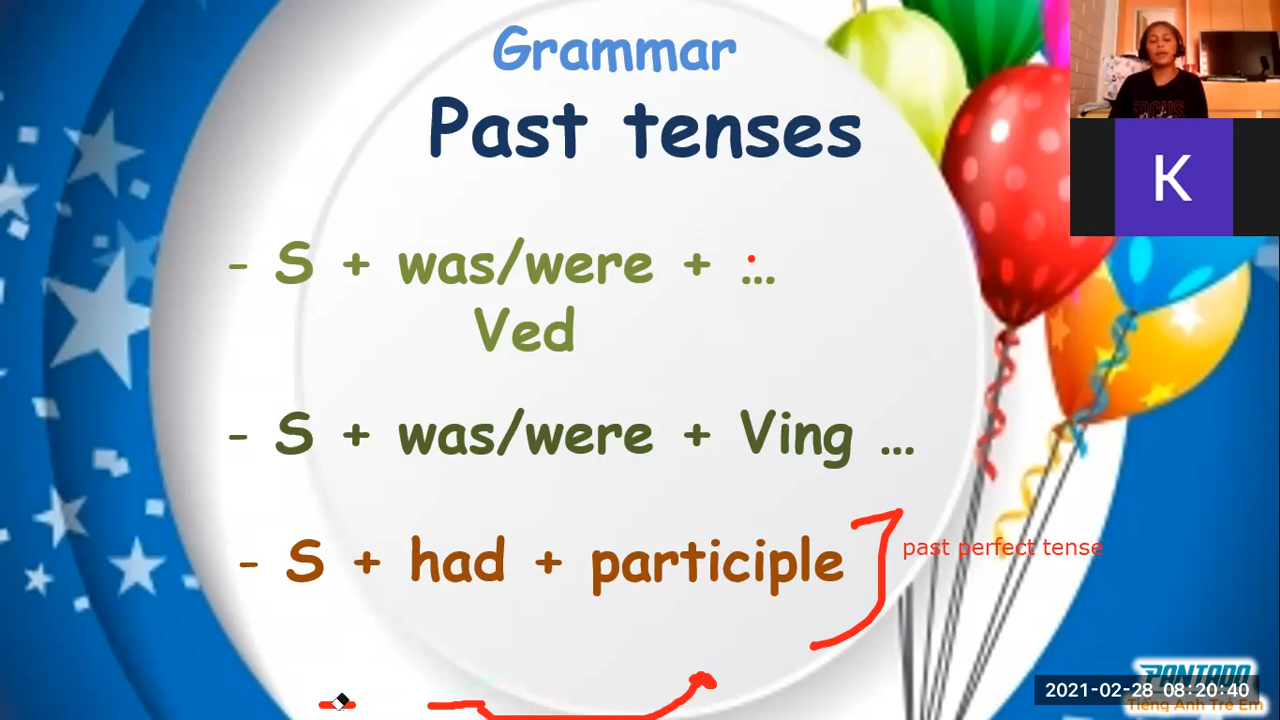 Grammar
Past tenses
- S + was/were + ...
Ved
- S + was/were + Ving ...
- S + had + participle
past perfect tense
K
PANTADO
2021-02-28 08:20:40
Tiếng Anh Trẻ Em